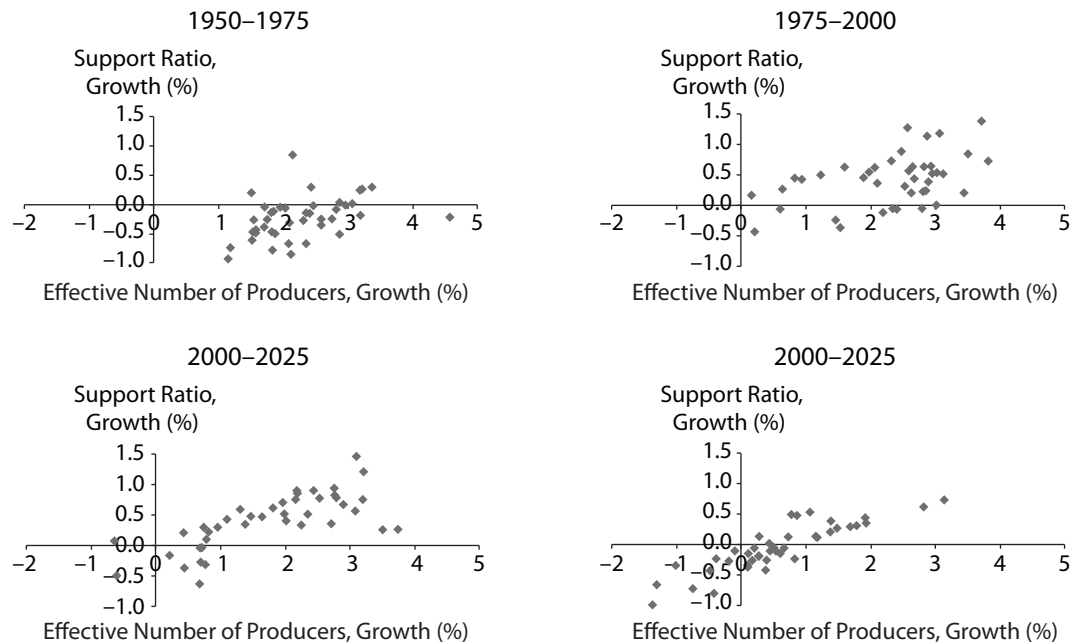 1950–1975
Support Ratio,
Growth (%)
1.5
1.0
0.5
0.0
−0.5
−1.0
−2 −1 0 1 2 3 4 5
Effective Number of Producers, Growth (%)
1975–2000
Support Ratio,
Growth (%)
1.5
1.0
0.5
0.0
−0.5
−1.0
−2 −1 0 1 2 3 4 5
Effective Number of Producers, Growth (%)
2000–2025
Support Ratio,
Growth (%)
1.5
1.0
0.5
0.0
−0.5
−1.0
−2 −1 0 1 2 3 4 5
Effective Number of Producers, Growth (%)
2000–2025
Support Ratio,
Growth (%)
1.5
1.0
0.5
0.0
−0.5
−1.0
−2 −1 0 1 2 3 4 5
Effective Number of Producers, Growth (%)